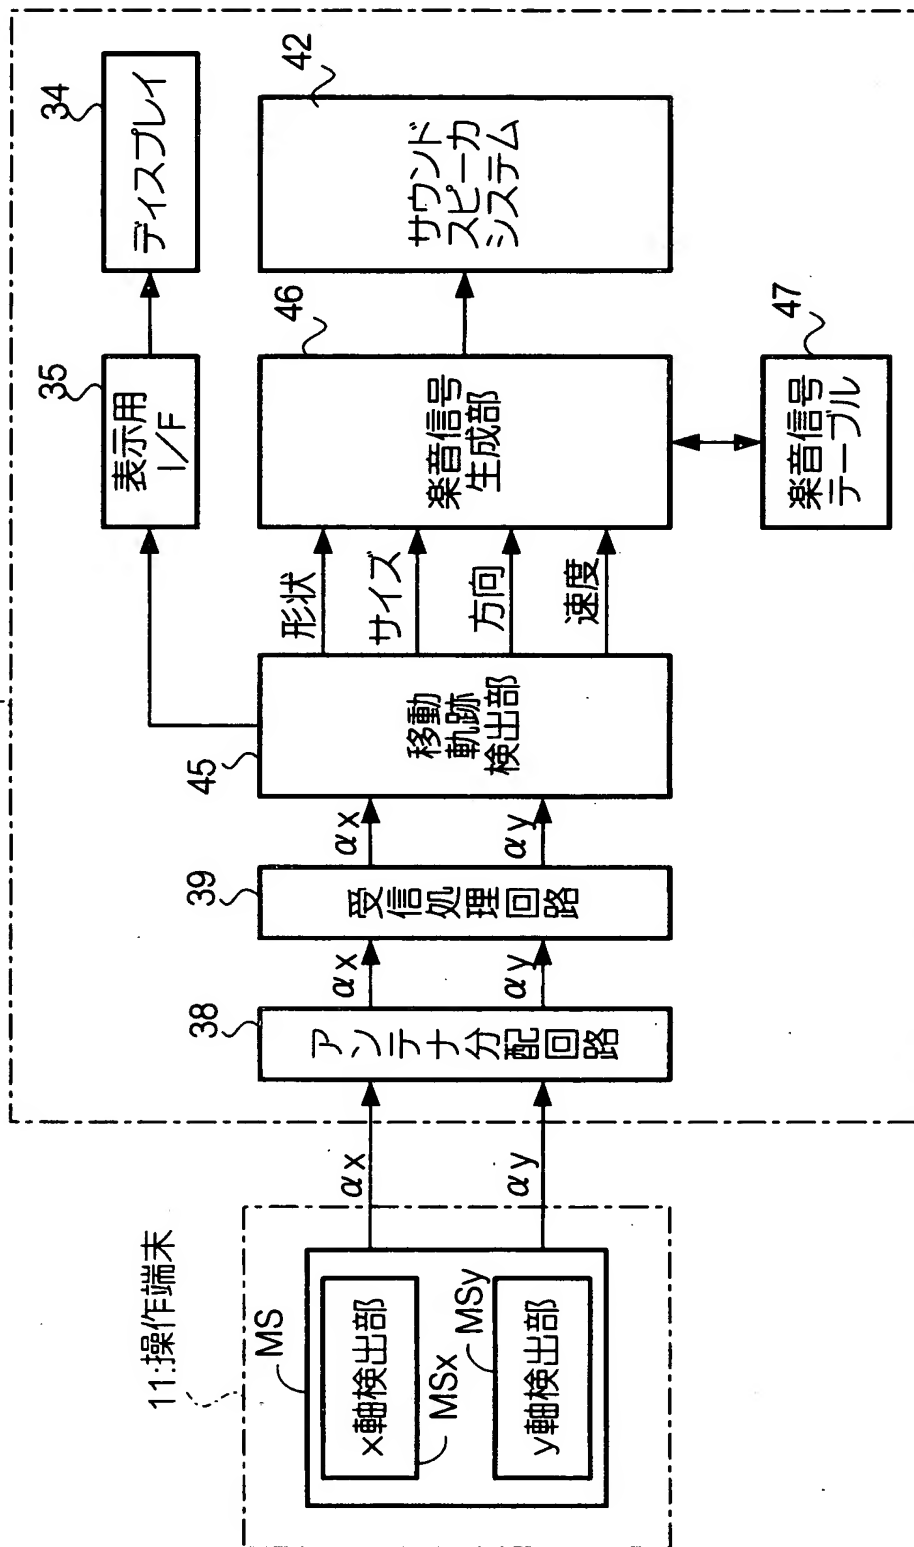 11:操作端末
MS
x軸検出部
MSx
MSy
y軸検出部
αx
αy
38
アンテナ分配回路
αx
αy
39
受信処理回路
αx
αy
45
移動
軌跡
検出部
形状
サイズ
方向
速度
35
表示用
I/F
34
ディスプレイ
46
楽音信号
生成部
47
楽音信号
テーブル
42
サウンド
スピーカ
システム